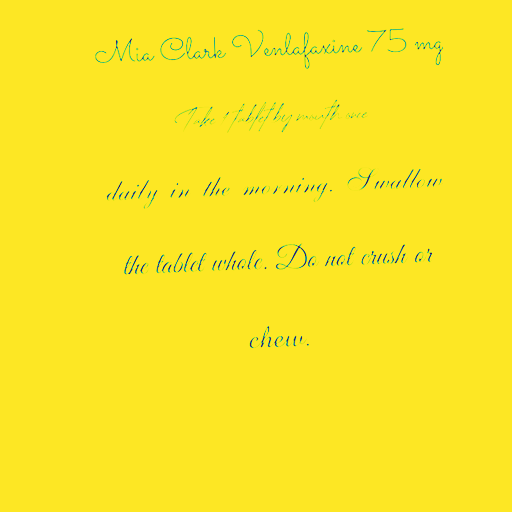 Mia Clark Venlafaxine 75 mg
Take 1 tablet by mouth once
daily in the morning. Swallow
the tablet whole. Do not crush or
chew.